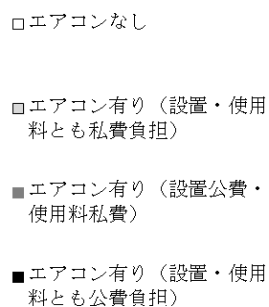 □エアコンなし
□エアコン有り（設置・使用
料とも私費負担）
■エアコン有り（設置公費・
使用料私費）
■エアコン有り（設置・使用
料とも公費負担）